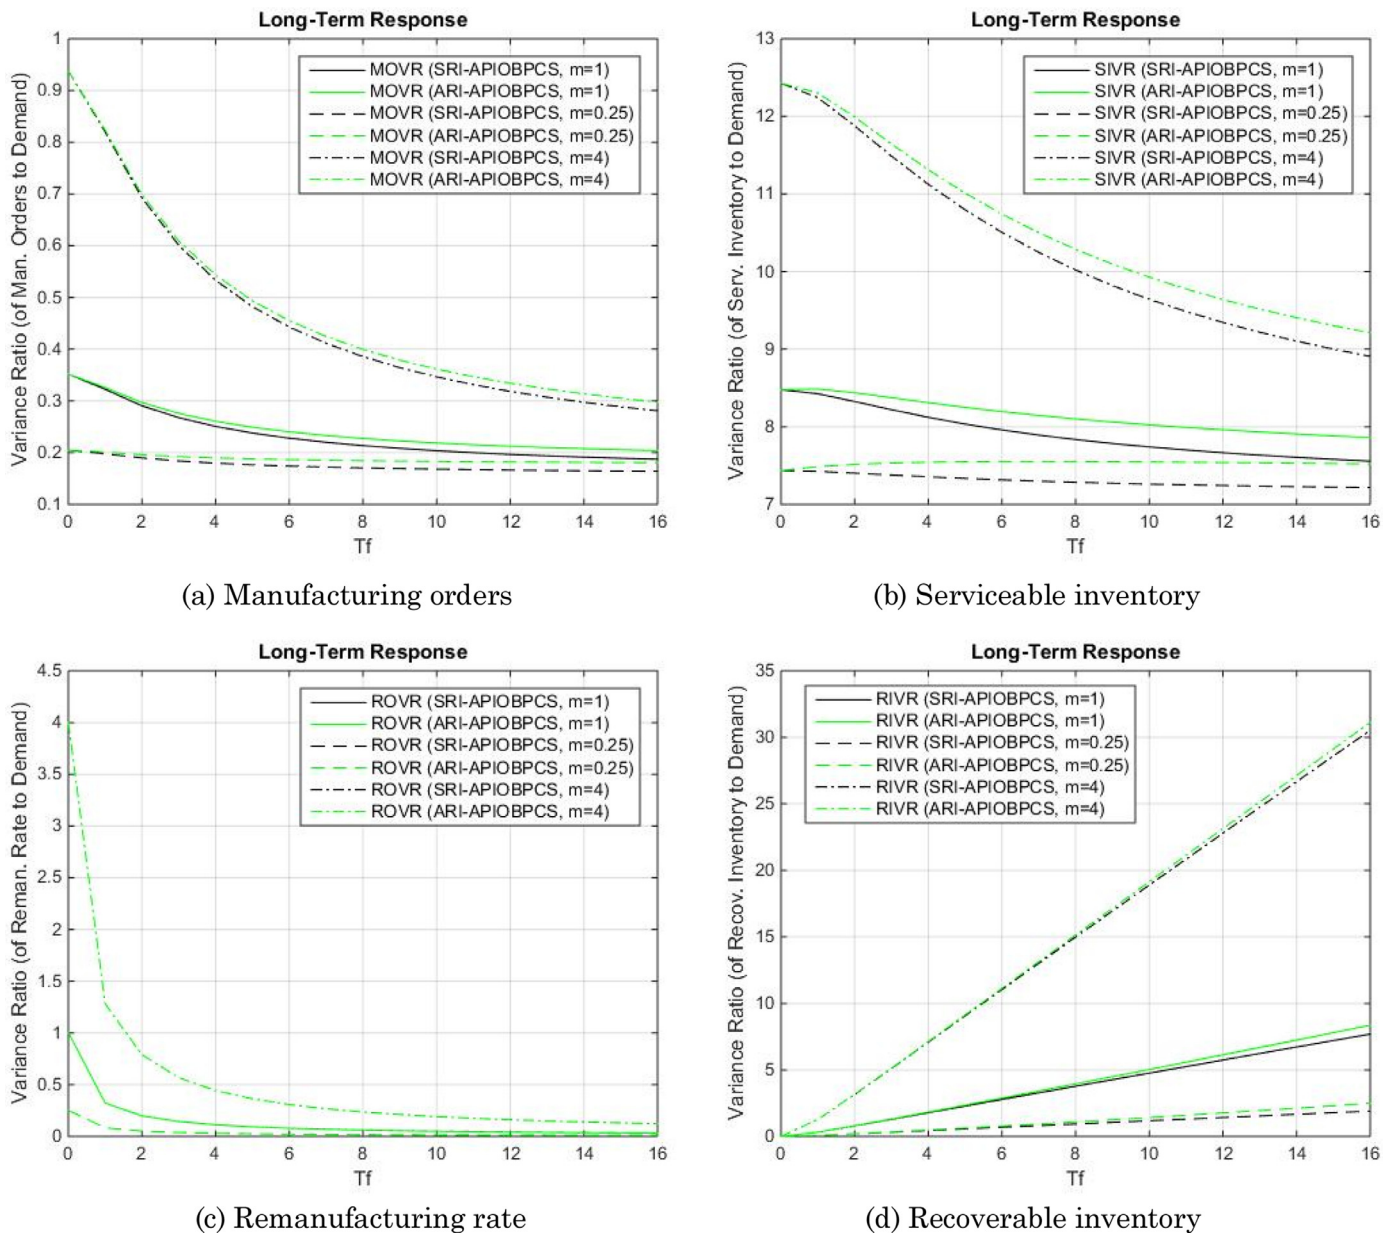 Long-Term Response
Variance Ratio (of Man. Orders to Demand)
1
0.9
0.8
0.7
0.6
0.5
0.4
0.3
0.2
0.1
MOVR (SRI-APIOBPCS, m=1)
MOVR (ARI-APIOBPCS, m=1)
MOVR (SRI-APIOBPCS, m=0.25)
MOVR (ARI-APIOBPCS, m=0.25)
MOVR (SRI-APIOBPCS, m=4)
MOVR (ARI-APIOBPCS, m=4)
0 2 4 6 8 10 12 14 16
Tf
(a) Manufacturing orders
Long-Term Response
Variance Ratio (of Serv. Inventory to Demand)
13
12
11
10
9
8
7
SIVR (SRI-APIOBPCS, m=1)
SIVR (ARI-APIOBPCS, m=1)
SIVR (SRI-APIOBPCS, m=0.25)
SIVR (ARI-APIOBPCS, m=0.25)
SIVR (SRI-APIOBPCS, m=4)
SIVR (ARI-APIOBPCS, m=4)
0 2 4 6 8 10 12 14 16
Tf
(b) Serviceable inventory
Long-Term Response
Variance Ratio (of Reman. Rate to Demand)
4.5
4
3.5
3
2.5
2
1.5
1
0.5
0
ROVR (SRI-APIOBPCS, m=1)
ROVR (ARI-APIOBPCS, m=1)
ROVR (SRI-APIOBPCS, m=0.25)
ROVR (ARI-APIOBPCS, m=0.25)
ROVR (SRI-APIOBPCS, m=4)
ROVR (ARI-APIOBPCS, m=4)
0 2 4 6 8 10 12 14 16
Tf
(c) Remanufacturing rate
Long-Term Response
Variance Ratio (of Recov. Inventory to Demand)
35
30
25
20
15
10
5
0
RIVR (SRI-APIOBPCS, m=1)
RIVR (ARI-APIOBPCS, m=1)
RIVR (SRI-APIOBPCS, m=0.25)
RIVR (ARI-APIOBPCS, m=0.25)
RIVR (SRI-APIOBPCS, m=4)
RIVR (ARI-APIOBPCS, m=4)
0 2 4 6 8 10 12 14 16
Tf
(d) Recoverable inventory